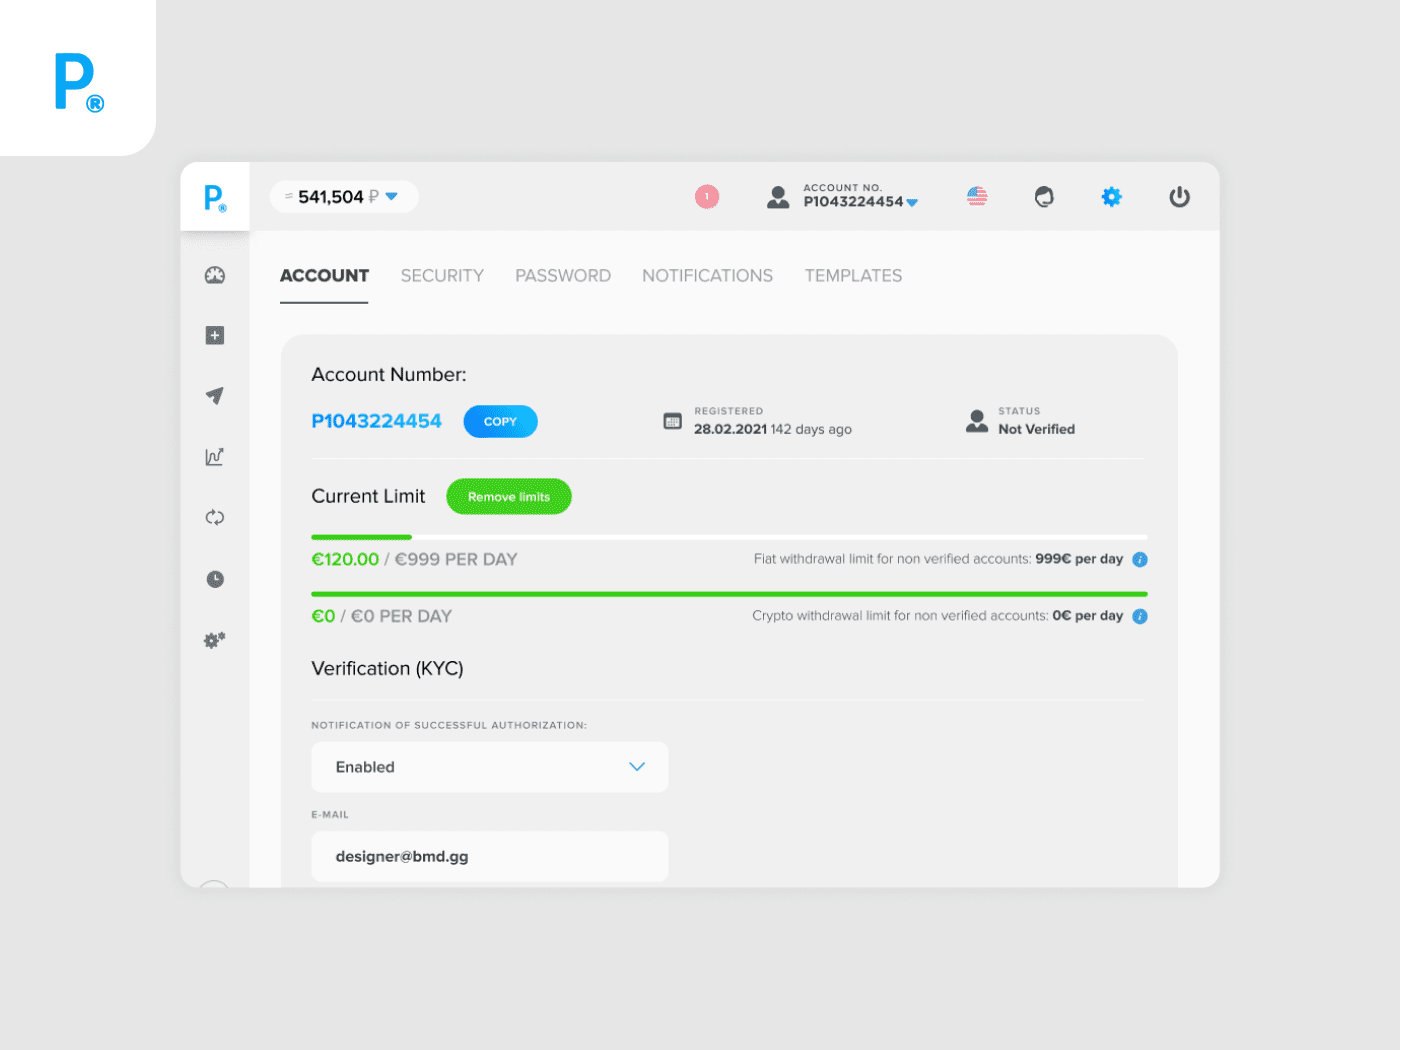 P®
P®
= 541,504 ₽
1
ACCOUNT NO.
P1043224454
ACCOUNT SECURITY PASSWORD NOTIFICATIONS TEMPLATES
Account Number:
P1043224454 COPY
REGISTERED
28.02.2021 142 days ago
STATUS
Not Verified
Current Limit Remove limits
€120.00 / €999 PER DAY Fiat withdrawal limit for non verified accounts: 999€ per day i
€0 / €0 PER DAY Crypto withdrawal limit for non verified accounts: 0€ per day i
Verification (KYC)
NOTIFICATION OF SUCCESSFUL AUTHORIZATION:
Enabled
E-MAIL
designer@bmd.gg